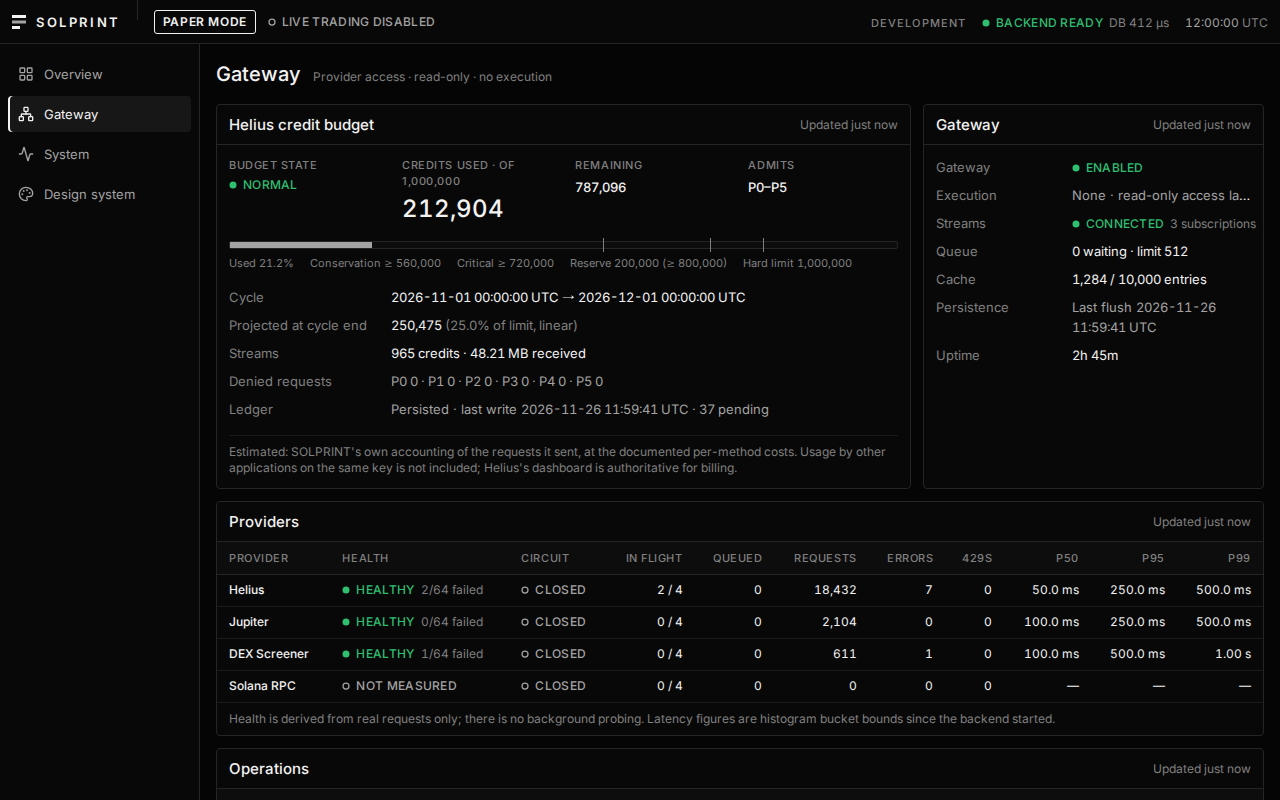 SOLPRINT
PAPER MODE
LIVE TRADING DISABLED
DEVELOPMENT
BACKEND READY DB 412 µs
12:00:00 UTC
Overview
Gateway
System
Design system
Gateway Provider access · read-only · no execution
Helius credit budget
Updated just now
BUDGET STATE
NORMAL
CREDITS USED · OF
1,000,000
212,904
REMAINING
787,096
ADMITS
P0–P5
Used 21.2% Conservation ≥ 560,000 Critical ≥ 720,000 Reserve 200,000 (≥ 800,000) Hard limit 1,000,000
Cycle 2026-11-01 00:00:00 UTC → 2026-12-01 00:00:00 UTC
Projected at cycle end 250,475 (25.0% of limit, linear)
Streams 965 credits · 48.21 MB received
Denied requests P0 0 · P1 0 · P2 0 · P3 0 · P4 0 · P5 0
Ledger Persisted · last write 2026-11-26 11:59:41 UTC · 37 pending
Estimated: SOLPRINT's own accounting of the requests it sent, at the documented per-method costs. Usage by other
applications on the same key is not included; Helius's dashboard is authoritative for billing.
Gateway
Updated just now
Gateway ENABLED
Execution None · read-only access la...
Streams CONNECTED 3 subscriptions
Queue 0 waiting · limit 512
Cache 1,284 / 10,000 entries
Persistence Last flush 2026-11-26
11:59:41 UTC
Uptime 2h 45m
Providers
Updated just now
PROVIDER HEALTH CIRCUIT IN FLIGHT QUEUED REQUESTS ERRORS 429S P50 P95 P99
Helius HEALTHY 2/64 failed CLOSED 2 / 4 0 18,432 7 0 50.0 ms 250.0 ms 500.0 ms
Jupiter HEALTHY 0/64 failed CLOSED 0 / 4 0 2,104 0 0 100.0 ms 250.0 ms 500.0 ms
DEX Screener HEALTHY 1/64 failed CLOSED 0 / 4 0 611 1 0 100.0 ms 500.0 ms 1.00 s
Solana RPC NOT MEASURED CLOSED 0 / 4 0 0 0 0 — — —
Health is derived from real requests only; there is no background probing. Latency figures are histogram bucket bounds since the backend started.
Operations
Updated just now